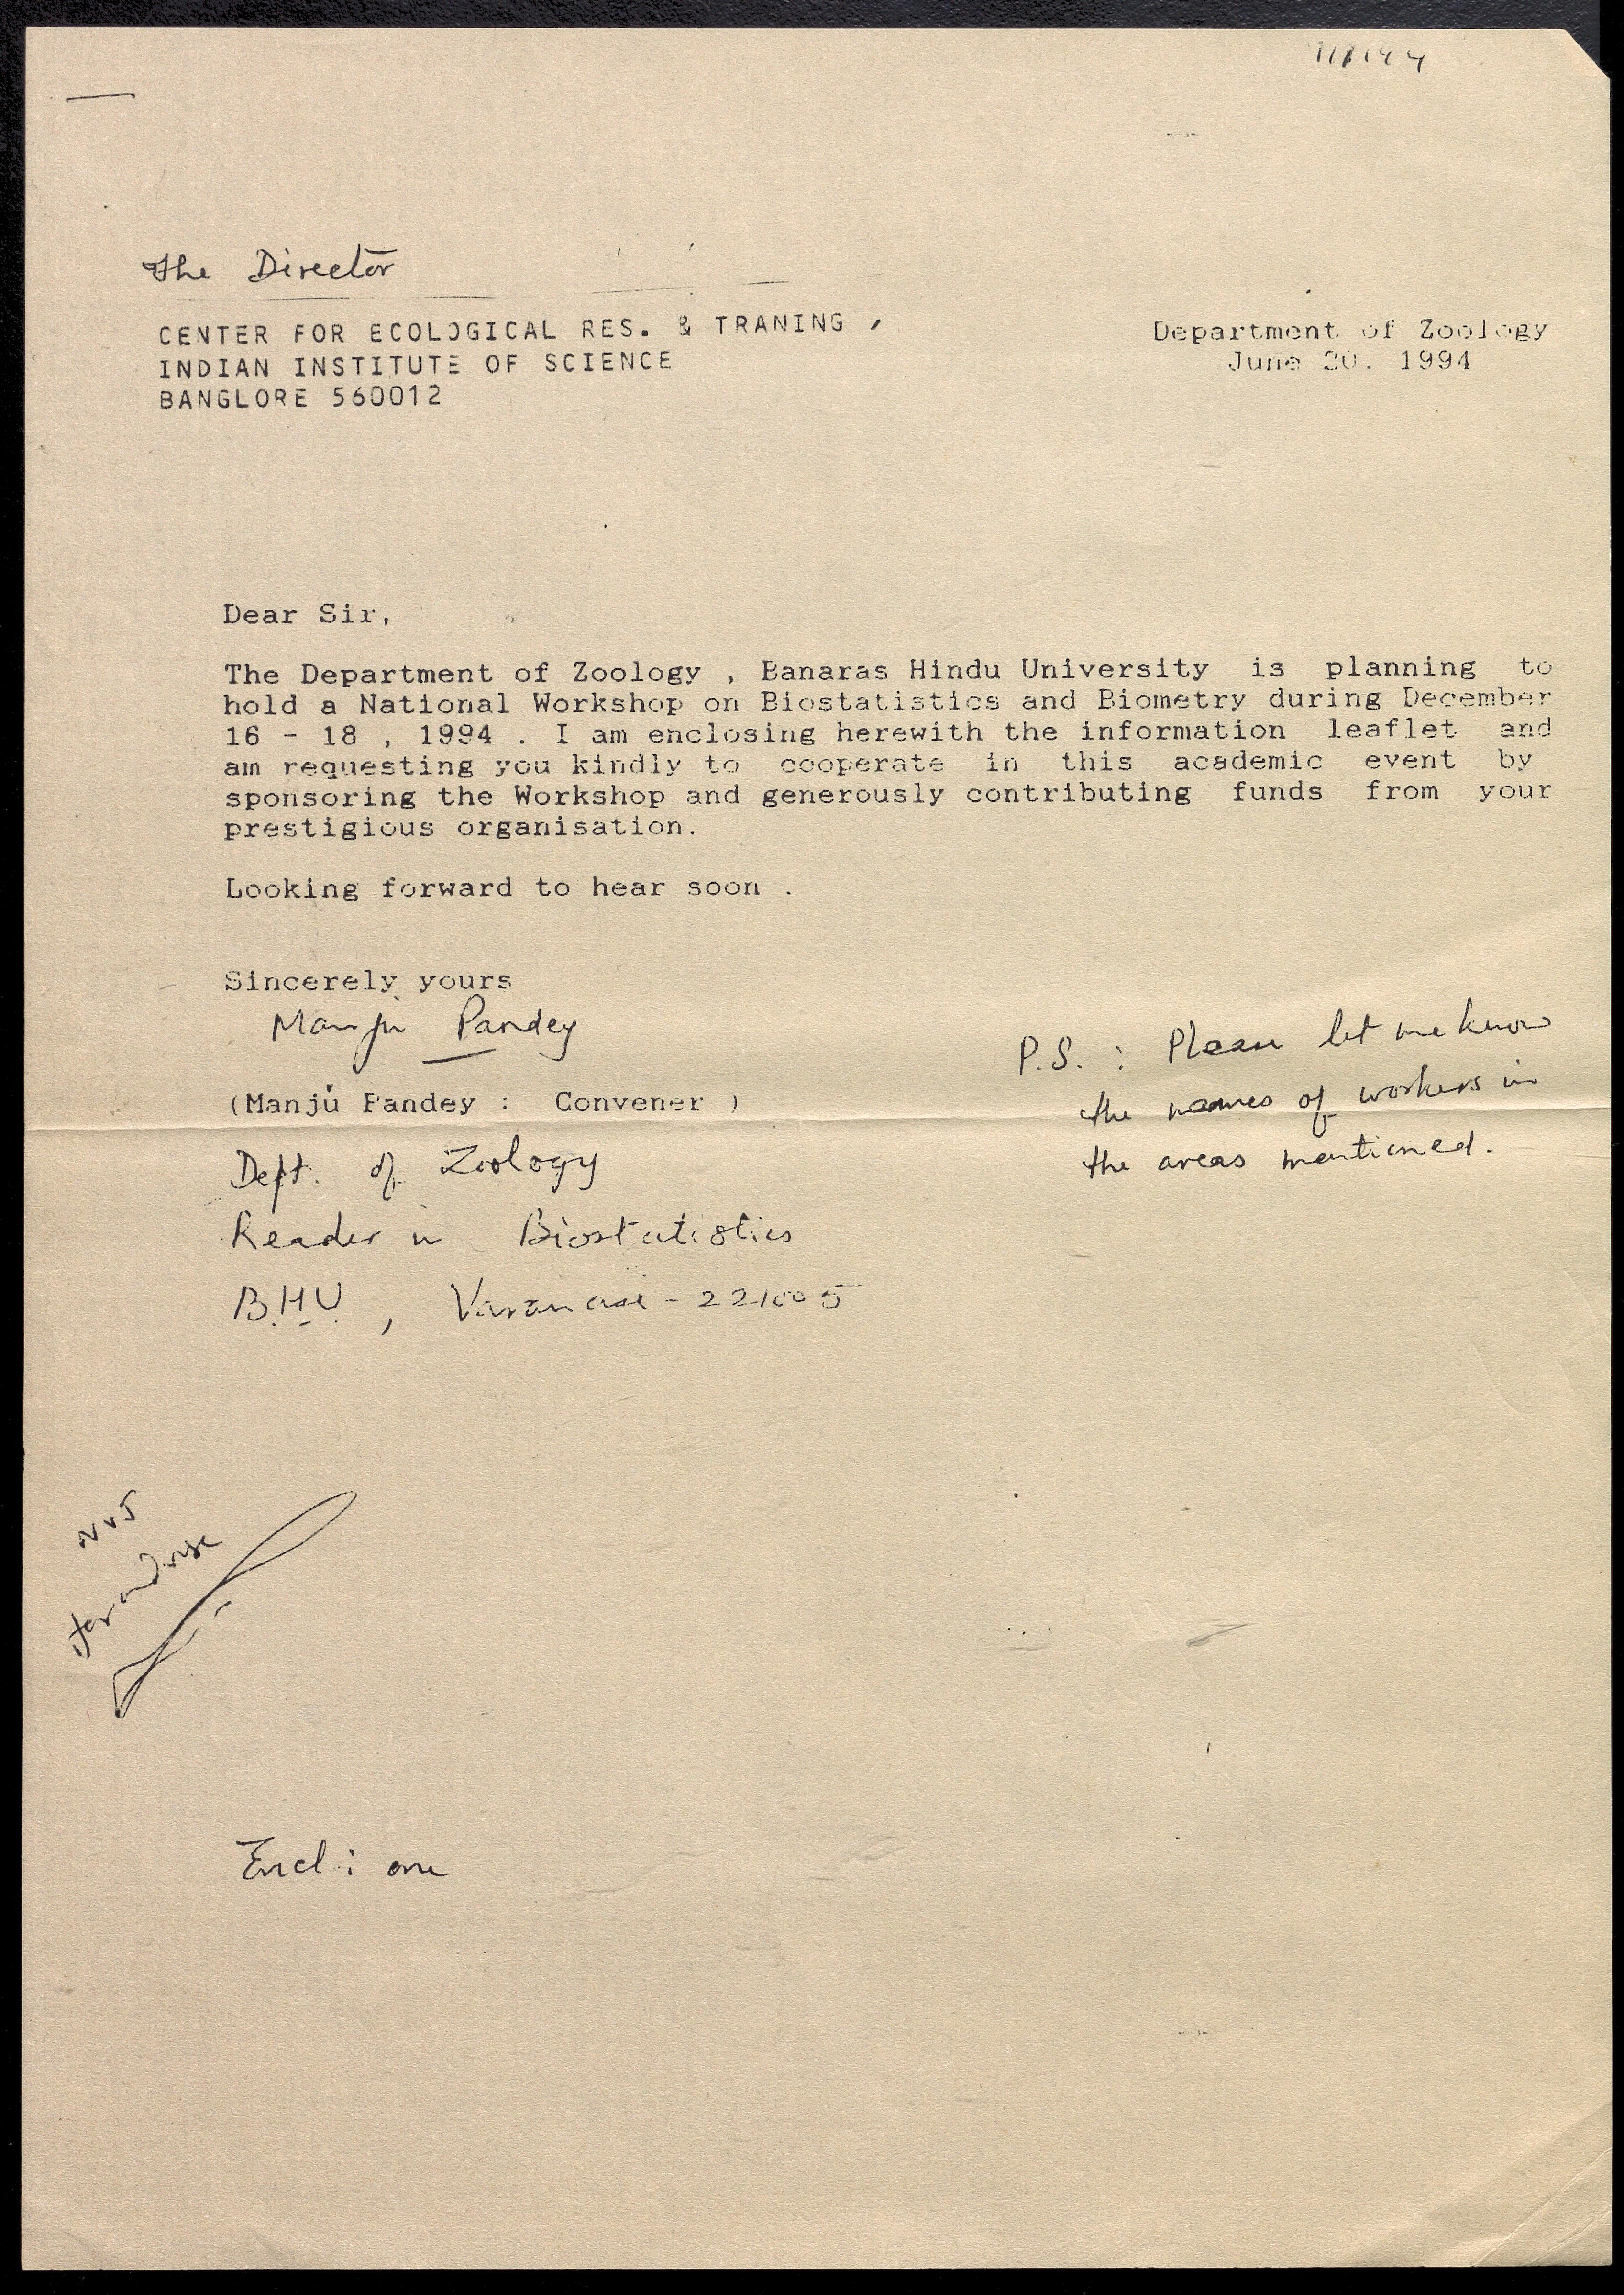 The Director
CENTER FOR ECOLOGICAL RES. & TRANING ,
INDIAN INSTITUTE OF SCIENCE
BANGLORE 560012
Department of Zoology
June 20. 1994
Dear Sir,
The Department of Zoology , Banaras Hindu University is planning to
hold a National Workshop on Biostatistics and Biometry during December
16 - 18 , 1994 . I am enclosing herewith the information leaflet and
am requesting you kindly to cooperate in this academic event by
sponsoring the Workshop and generously contributing funds from your
prestigious organisation.
Looking forward to hear soon .
Sincerely yours
Manju Pandey
(Manju Pandey : Convener )
Dept. of Zoology
Reader in Biostatistics
B.H.U. , Varanasi - 221005
P.S. : Please let me know
the names of workers in
the areas mentioned.
NVJ
Encl : one